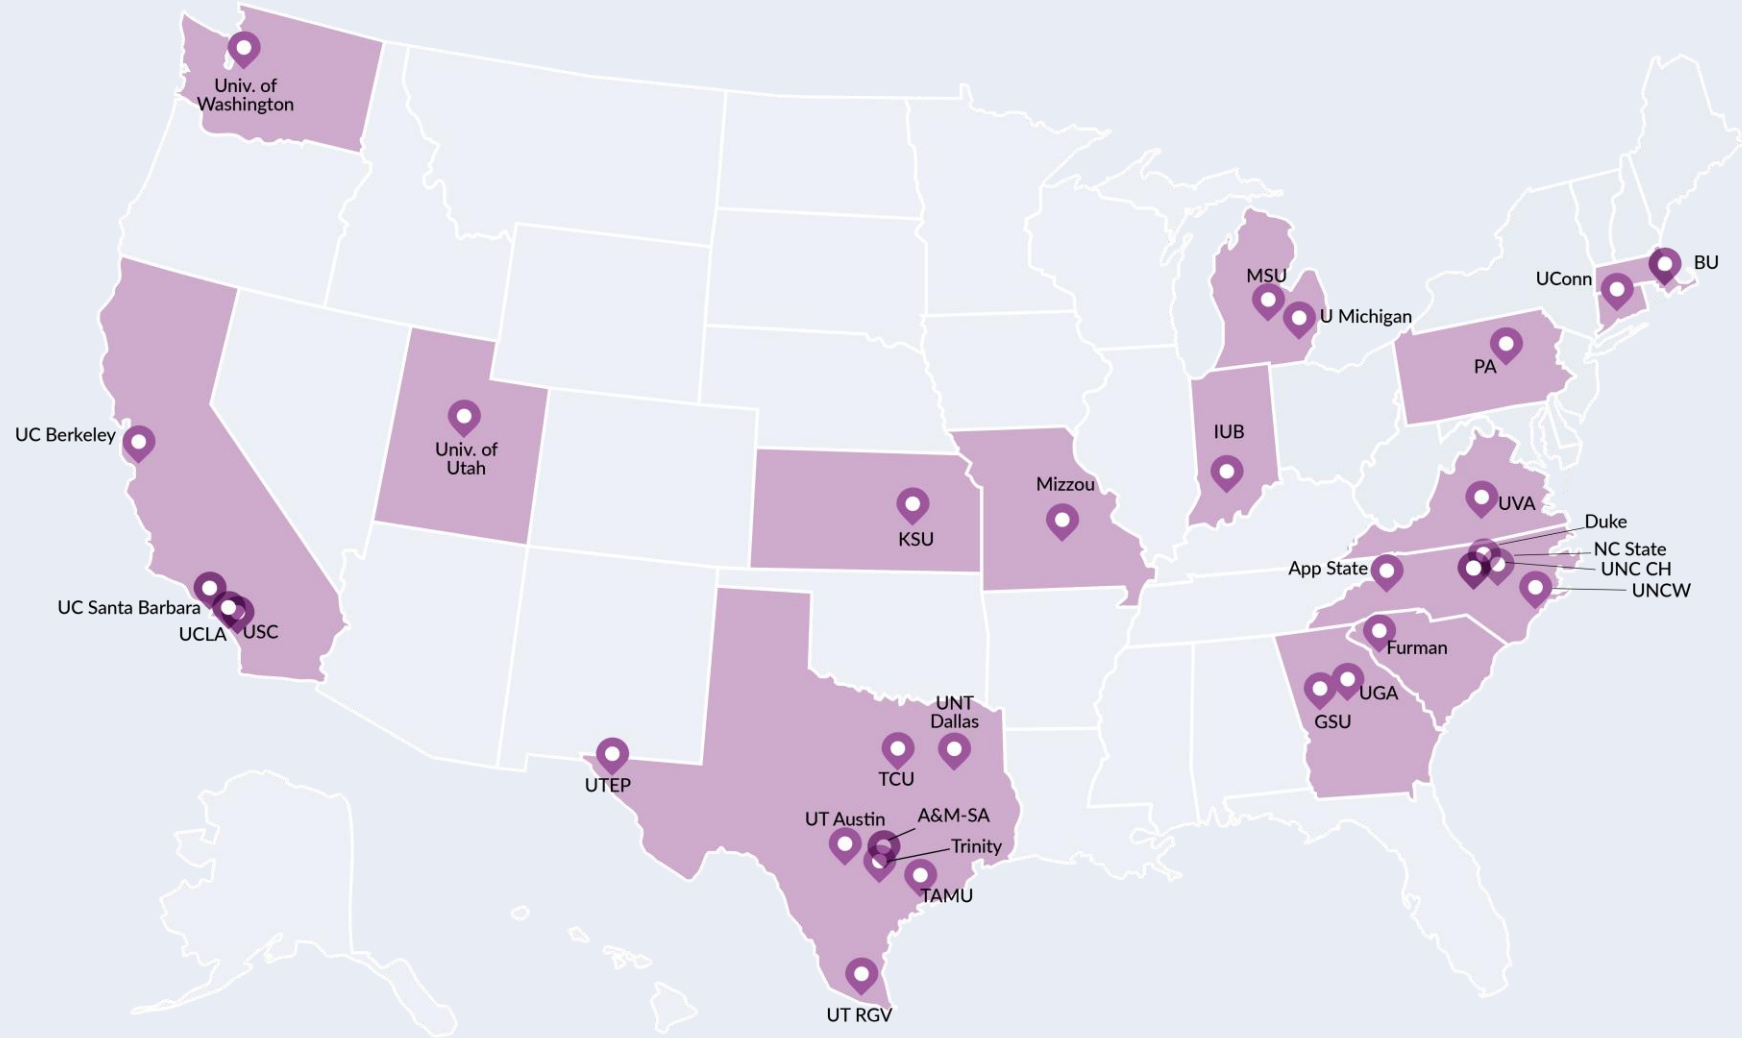 Univ. of
Washington
BU
MSU
UConn
U Michigan
PA
UC Berkeley
IUB
Univ. of
Utah
Mizzou
UVA
KSU
Duke
NC State
App State
UNC CH
UNCW
UC Santa Barbara
UCLA
USC
Furman
UGA
UNT
Dallas
GSU
TCU
UTEP
UT Austin
A&M-SA
Trinity
TAMU
UT RGV